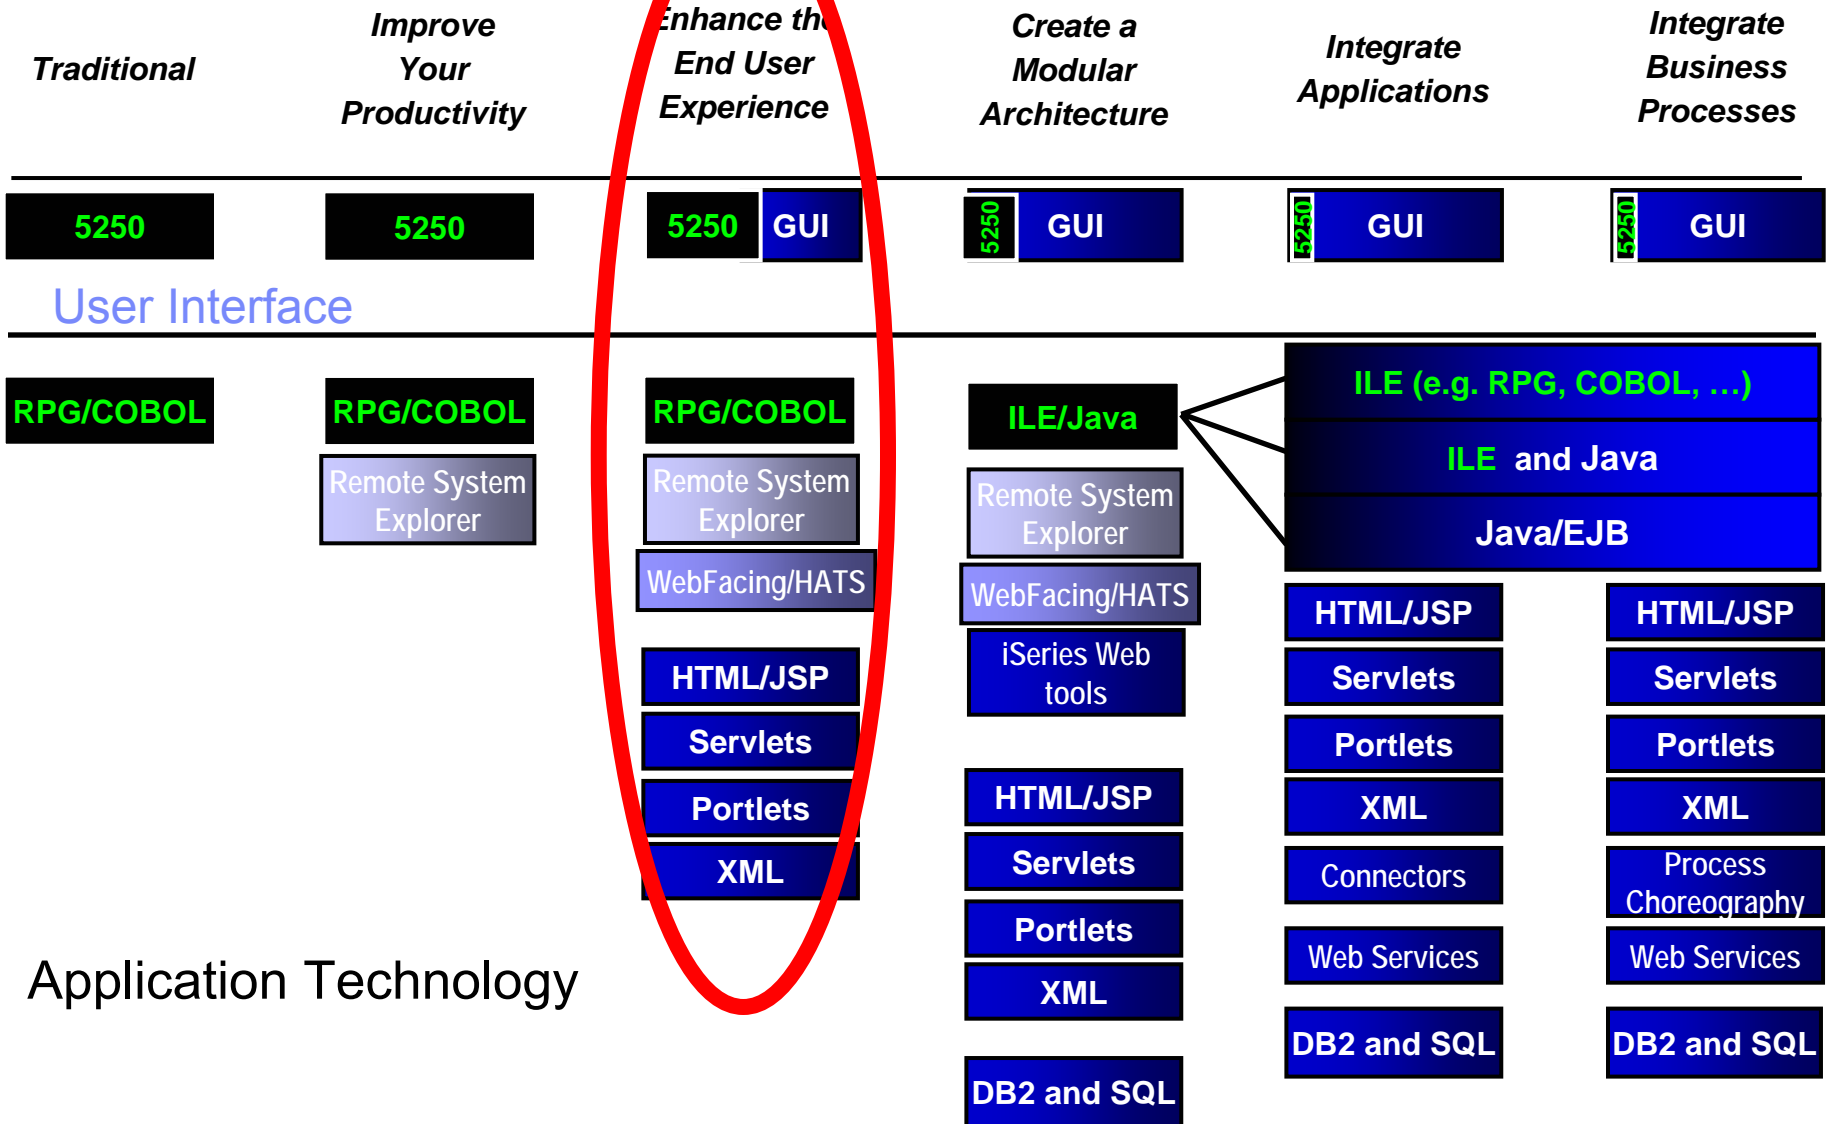 Traditional
Improve
Your
Productivity
Enhance the
End User
Experience
Create a
Modular
Architecture
Integrate
Applications
Integrate
Business
Processes
5250
5250
5250 GUI
5250 GUI
5250 GUI
5250 GUI
User Interface
RPG/COBOL
RPG/COBOL
Remote System
Explorer
RPG/COBOL
Remote System
Explorer
WebFacing/HATS
HTML/JSP
Servlets
Portlets
XML
ILE/Java
Remote System
Explorer
WebFacing/HATS
iSeries Web
tools
HTML/JSP
Servlets
Portlets
XML
DB2 and SQL
ILE (e.g. RPG, COBOL, …)
ILE and Java
Java/EJB
HTML/JSP
Servlets
Portlets
XML
Connectors
Web Services
DB2 and SQL
HTML/JSP
Servlets
Portlets
XML
Process
Choreography
Web Services
DB2 and SQL
Application Technology